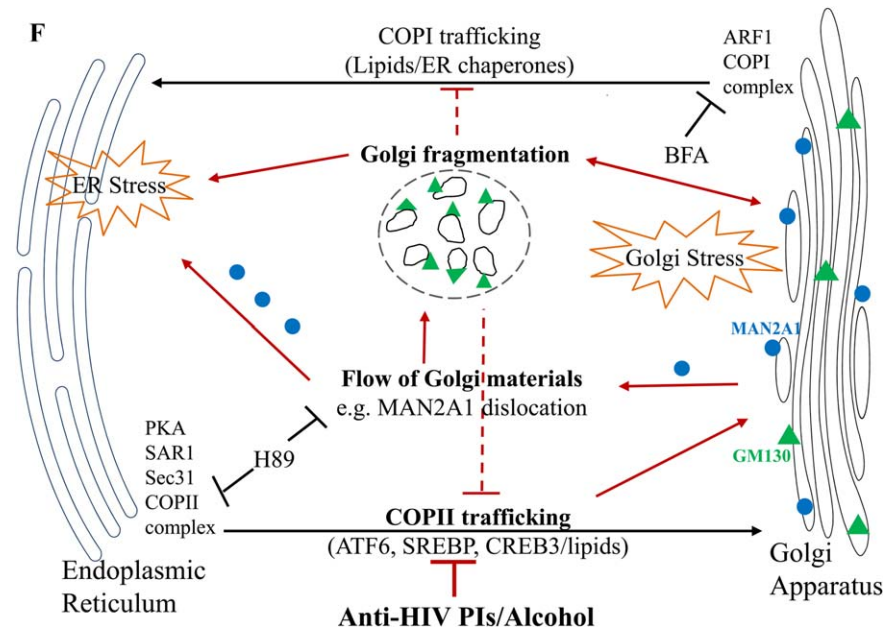 F
COPI trafficking
(Lipids/ER chaperones)
ARF1
COPI
complex
BFA
Golgi fragmentation
ER Stress
Golgi Stress
MAN2A1
Flow of Golgi materials
e.g. MAN2A1 dislocation
PKA
SAR1
Sec31
COPII
complex
H89
GM130
COPII trafficking
(ATF6, SREBP, CREB3/lipids)
Endoplasmic
Reticulum
Golgi
Apparatus
Anti-HIV PIs/Alcohol